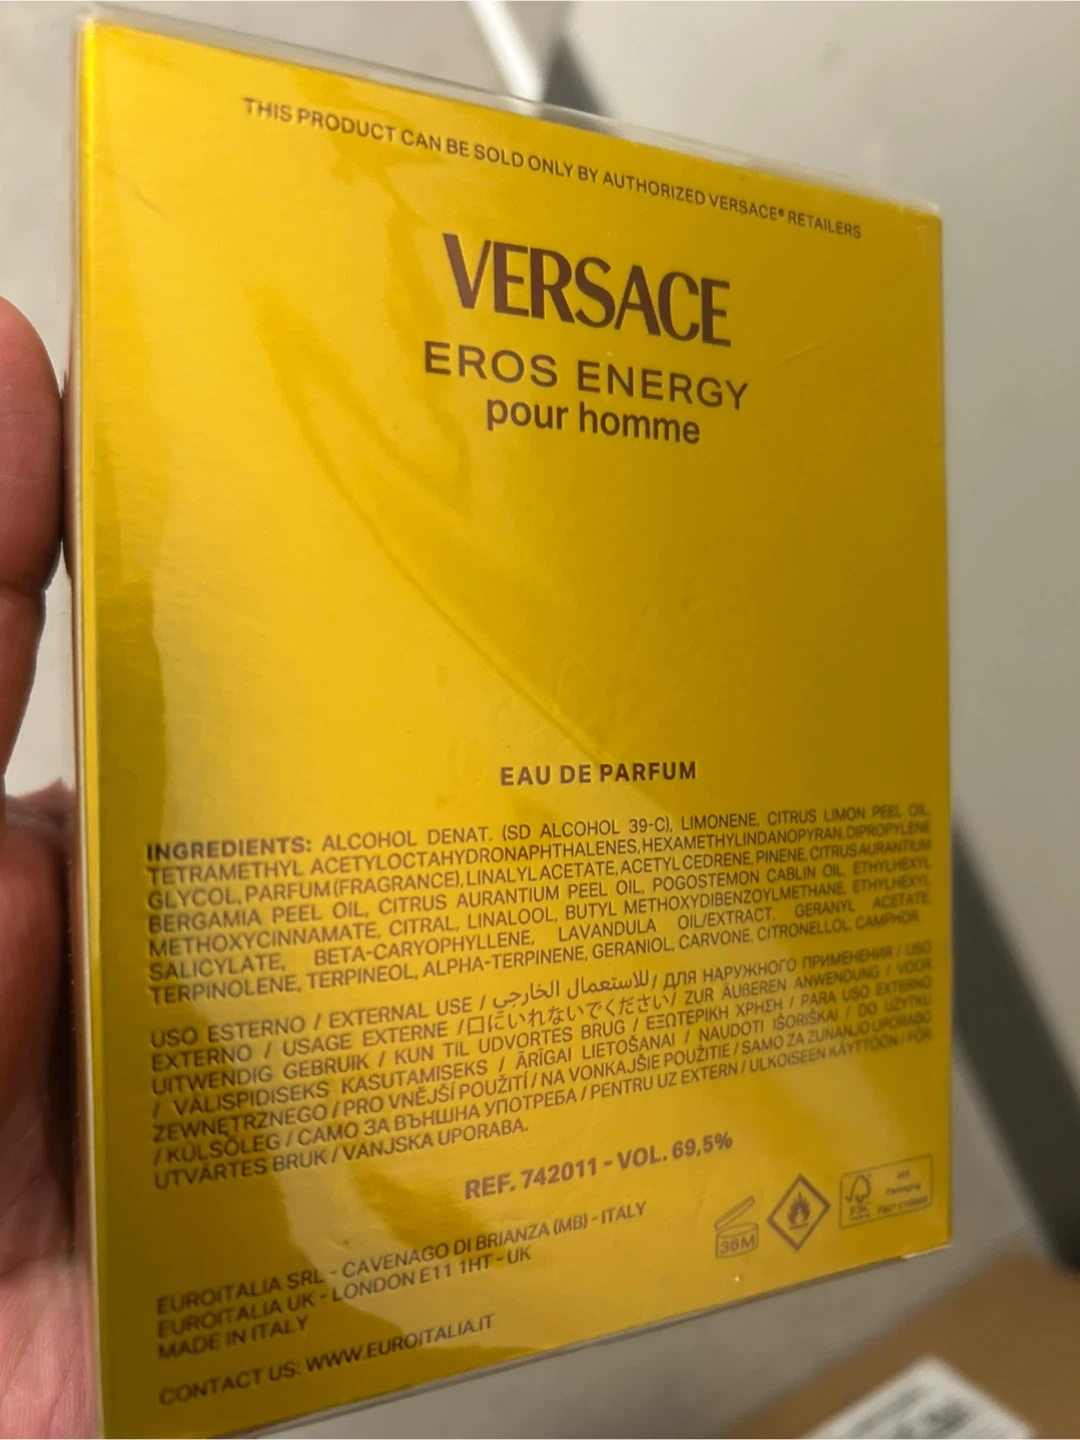 THIS PRODUCT CAN BE SOLD ONLY BY AUTHORIZED VERSACE® RETAILERS
VERSACE
EROS ENERGY
pour homme
EAU DE PARFUM
INGREDIENTS: ALCOHOL DENAT. (SD ALCOHOL 39-C), LIMONENE, CITRUS LIMON PEEL OIL,
TETRAMETHYL ACETYLOCTAHYDRONAPHTHALENES, HEXAMETHYLINDANOPYRAN, DIPROPYLENE
GLYCOL, PARFUM (FRAGRANCE), LINALYL ACETATE, ACETYL CEDRENE, PINENE, CITRUS AURANTIUM
BERGAMIA PEEL OIL, CITRUS AURANTIUM PEEL OIL, POGOSTEMON CABLIN OIL, ETHYLHEXYL
METHOXYCINNAMATE, CITRAL, LINALOOL, BUTYL METHOXYDIBENZOYLMETHANE, ETHYLHEXYL
SALICYLATE, BETA-CARYOPHYLLENE, LAVANDULA OIL/EXTRACT, GERANYL ACETATE,
TERPINOLENE, TERPINEOL, ALPHA-TERPINENE, GERANIOL, CARVONE, CITRONELLOL, CAMPHOR.
USO ESTERNO / EXTERNAL USE / للاستعمال الخارجي / ДЛЯ НАРУЖНОГО ПРИМЕНЕНИЯ / USO
EXTERNO / USAGE EXTERNE /口にいれないでください/ ZUR ÄUßEREN ANWENDUNG / VOOR
UITWENDIG GEBRUIK / KUN TIL UDVORTES BRUG / ΕΞΩΤΕΡΙΚΗ ΧΡΗΣΗ / PARA USO EXTERNO
/ VÄLISPIDISEKS KASUTAMISEKS / ĀRĪGAI LIETOŠANAI / NAUDOTI IŠORIŠKAI / DO UŻYTKU
ZEWNĘTRZNEGO / PRO VNĚJŠÍ POUŽITÍ / NA VONKAJŠIE POUŽITIE / SAMO ZA ZUNANJO UPORABO
/ KÜLSŐLEG / САМО ЗА ВЪНШНА УПОТРЕБА / PENTRU UZ EXTERN / ULKOISEEN KÄYTTÖÖN / FÖR
UTVÄRTES BRUK / VANJSKA UPORABA.
REF. 742011 - VOL. 69,5%
36M
FSC
MIX
Packaging
EUROITALIA SRL - CAVENAGO DI BRIANZA (MB) - ITALY
EUROITALIA UK - LONDON E11 1HT - UK
MADE IN ITALY
CONTACT US: WWW.EUROITALIA.IT